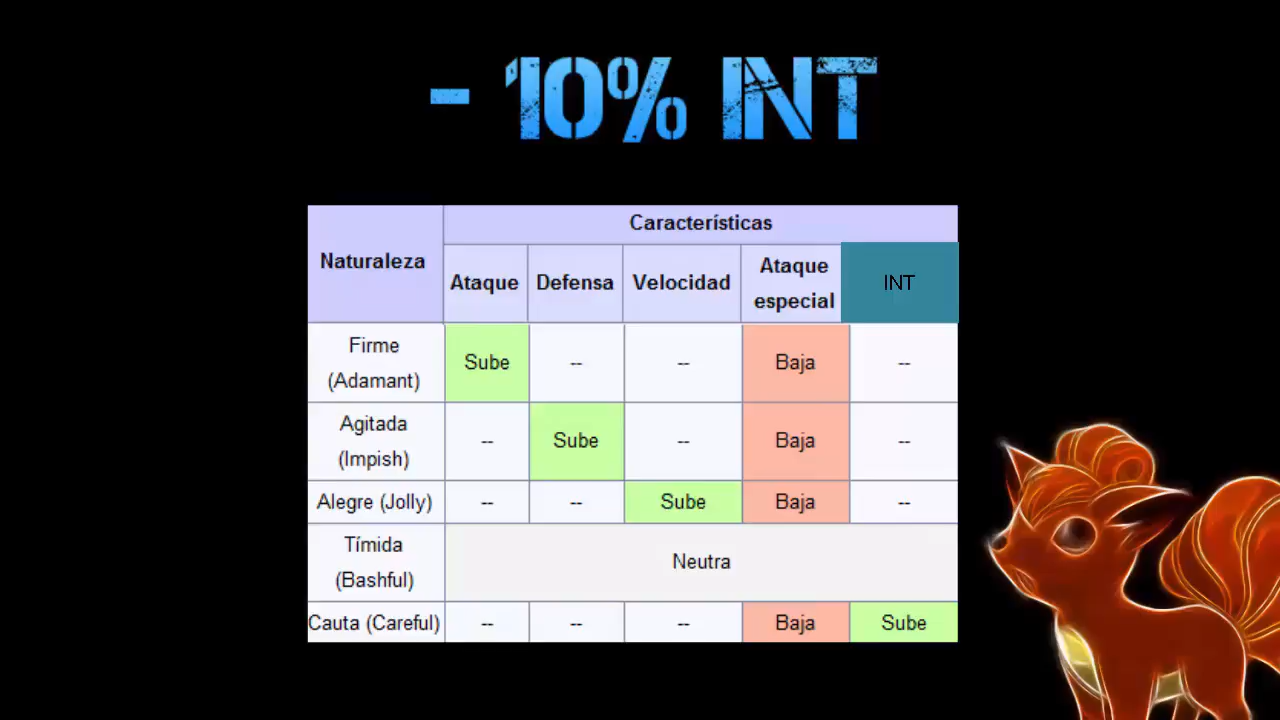 - 10% INT
Características
Naturaleza
Ataque Defensa Velocidad Ataque especial INT
Firme (Adamant) Sube -- -- Baja --
Agitada (Impish) -- Sube -- Baja --
Alegre (Jolly) -- -- Sube Baja --
Tímida (Bashful) Neutra
Cauta (Careful) -- -- -- Baja Sube